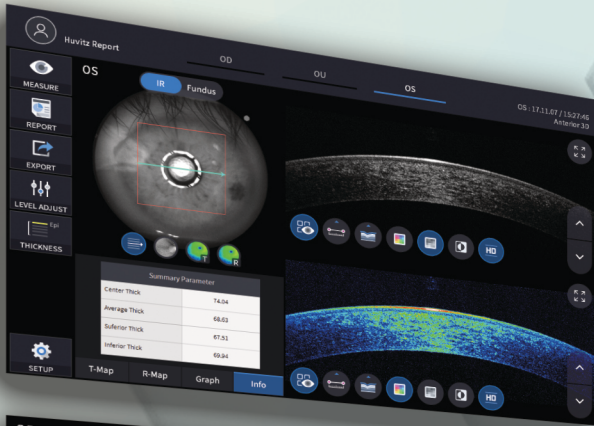 Huvitz Report
OD
OU
OS
OS : 17.11.07 / 15:27:46
Anterior 3D
MEASURE
REPORT
EXPORT
LEVEL ADJUST
Epi
THICKNESS
SETUP
OS
IR
Fundus
T
R
Summary Parameter
Center Thick 74.04
Average Thick 68.63
Suferior Thick 67.51
Inferior Thick 69.94
T-Map
R-Map
Graph
Info
HD
HD